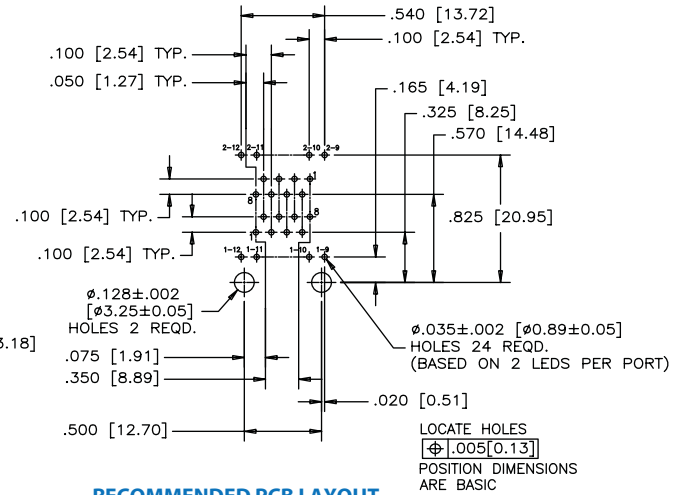 .540 [13.72]
.100 [2.54] TYP.
.100 [2.54] TYP.
.050 [1.27] TYP.
.165 [4.19]
.325 [8.25]
.570 [14.48]
2-12 2-11 2-10 2-9
1
8
.100 [2.54] TYP.
.825 [20.95]
8
1
.100 [2.54] TYP.
1-12 1-11 1-10 1-9
ø.128±.002
[ø3.25±0.05]
HOLES 2 REQD.
ø.035±.002 [ø0.89±0.05]
HOLES 24 REQD.
(BASED ON 2 LEDS PER PORT)
3.18]
.075 [1.91]
.350 [8.89]
.020 [0.51]
.500 [12.70]
LOCATE HOLES
⌖ .005[0.13]
POSITION DIMENSIONS
ARE BASIC
RECOMMENDED PCB LAYOUT